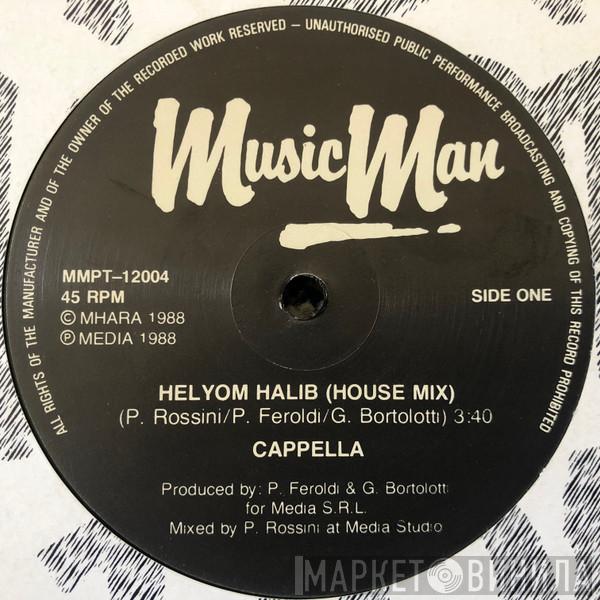 ALL RIGHTS OF THE MANUFACTURER AND OF THE OWNER OF THE RECORDED WORK RESERVED – UNAUTHORISED PUBLIC PERFORMANCE BROADCASTING AND COPYING OF THIS RECORD PROHIBITED
Music Man
MMPT–12004
45 RPM
© MHARA 1988
℗ MEDIA 1988
SIDE ONE
HELYOM HALIB (HOUSE MIX)
(P. Rossini/P. Feroldi/G. Bortolotti) 3:40
CAPPELLA
Produced by: P. Feroldi & G. Bortolotti
for Media S.R.L.
Mixed by P. Rossini at Media Studio
МАРКЕТ ВИНИЛА